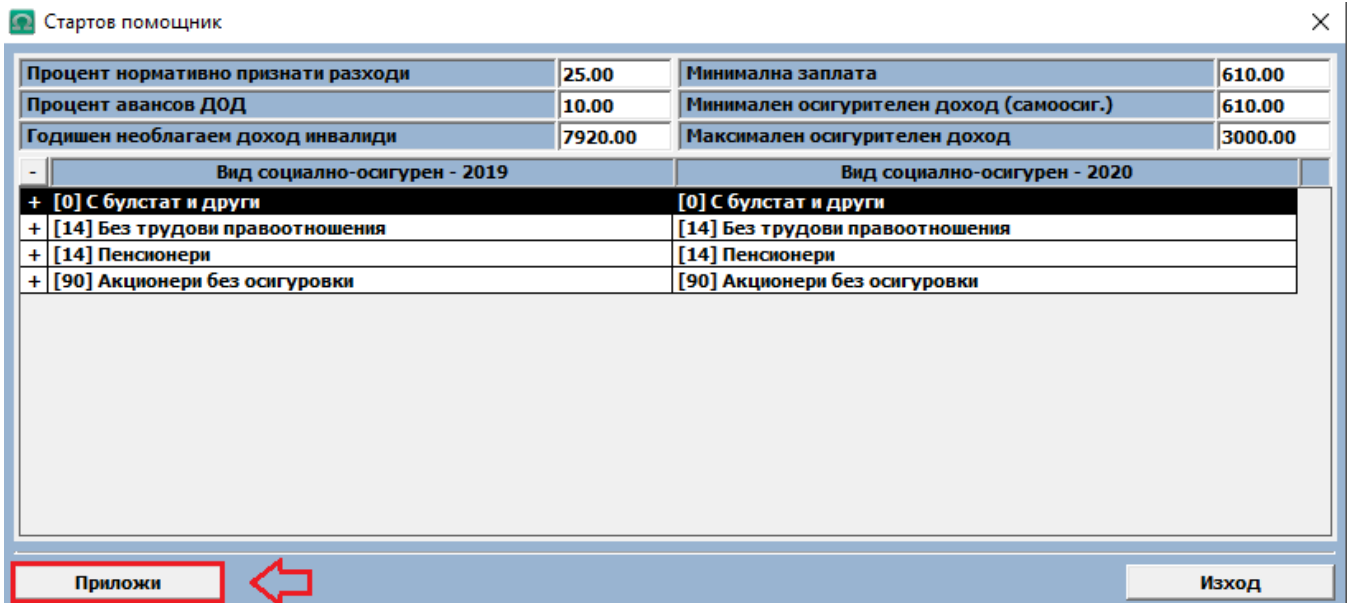 Стартов помощник
Процент нормативно признати разходи 25.00 Минимална заплата 610.00
Процент авансов ДОД 10.00 Минимален осигурителен доход (самоосиг.) 610.00
Годишен необлагаем доход инвалиди 7920.00 Максимален осигурителен доход 3000.00
- Вид социално-осигурен - 2019 Вид социално-осигурен - 2020
+ [0] С булстат и други [0] С булстат и други
+ [14] Без трудови правоотношения [14] Без трудови правоотношения
+ [14] Пенсионери [14] Пенсионери
+ [90] Акционери без осигуровки [90] Акционери без осигуровки
Приложи Изход